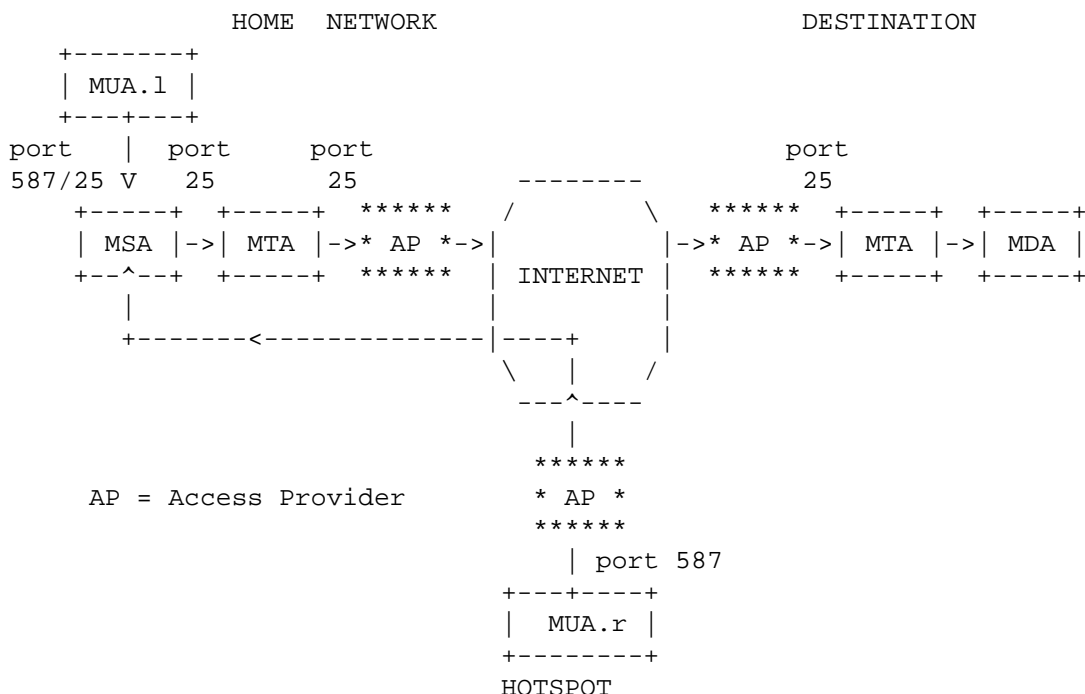 HOME  NETWORK                          DESTINATION
    +-------+
    | MUA.l |
    +---+---+
port    |  port     port                              port
587/25  V   25       25          --------              25
     +-----+  +-----+  ******   /        \   ******  +-----+  +-----+
     | MSA |->| MTA |->* AP *->|          |->* AP *->| MTA |->| MDA |
     +--^--+  +-----+  ******  | INTERNET |  ******  +-----+  +-----+
        |                      |          |
        +-------<--------------|----+     |
                                \   |    /
                                 ---^----
                                    |
                                  ******
      AP = Access Provider        * AP *
                                  ******
                                    | port 587
                                +---+----+
                                |  MUA.r |
                                +--------+
                                HOTSPOT